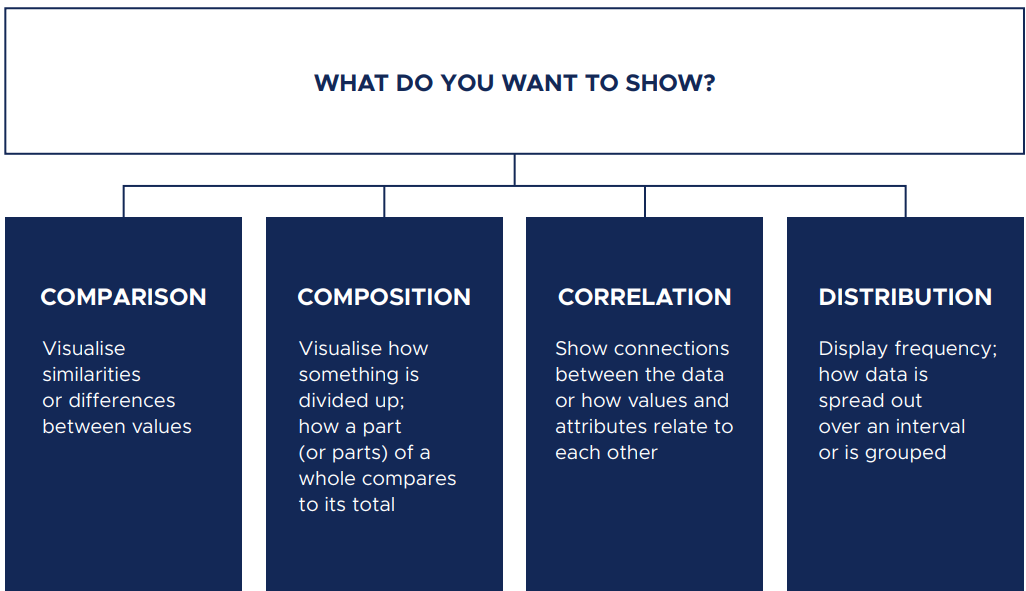 WHAT DO YOU WANT TO SHOW?
COMPARISON
Visualise
similarities
or differences
between values
COMPOSITION
Visualise how
something is
divided up;
how a part
(or parts) of a
whole compares
to its total
CORRELATION
Show connections
between the data
or how values and
attributes relate to
each other
DISTRIBUTION
Display frequency;
how data is
spread out
over an interval
or is grouped